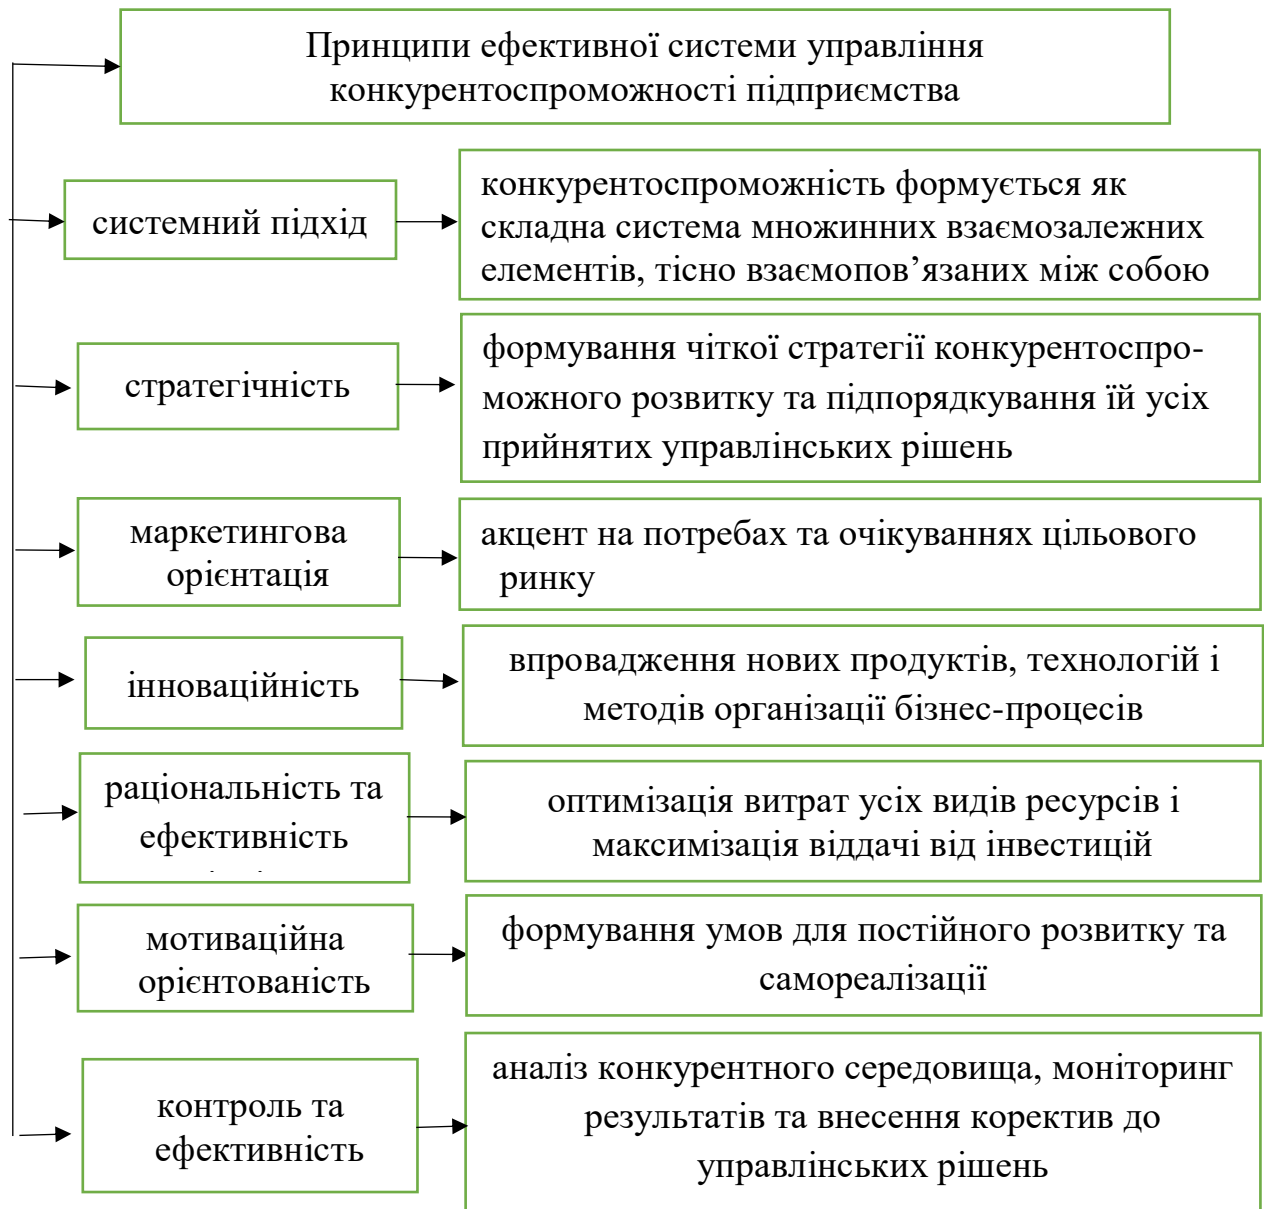 Принципи ефективної системи управління
конкурентоспроможності підприємства
системний підхід
конкурентоспроможність формується як
складна система множинних взаємозалежних
елементів, тісно взаємопов’язаних між собою
стратегічність
формування чіткої стратегії конкурентоспро-
можного розвитку та підпорядкування їй усіх
прийнятих управлінських рішень
маркетингова
орієнтація
акцент на потребах та очікуваннях цільового
ринку
інноваційність
впровадження нових продуктів, технологій і
методів організації бізнес-процесів
раціональність та
ефективність
оптимізація витрат усіх видів ресурсів і
максимізація віддачі від інвестицій
мотиваційна
орієнтованість
формування умов для постійного розвитку та
самореалізації
контроль та
ефективність
аналіз конкурентного середовища, моніторинг
результатів та внесення коректив до
управлінських рішень